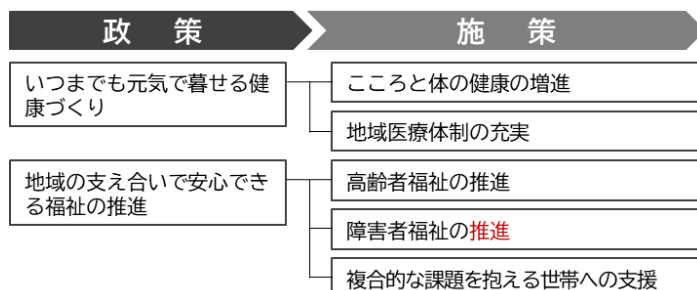 政 策
施 策
いつまでも元気で暮せる健
康づくり
こころと体の健康の増進
地域医療体制の充実
地域の支え合いで安心でき
る福祉の推進
高齢者福祉の推進
障害者福祉の推進
複合的な課題を抱える世帯への支援